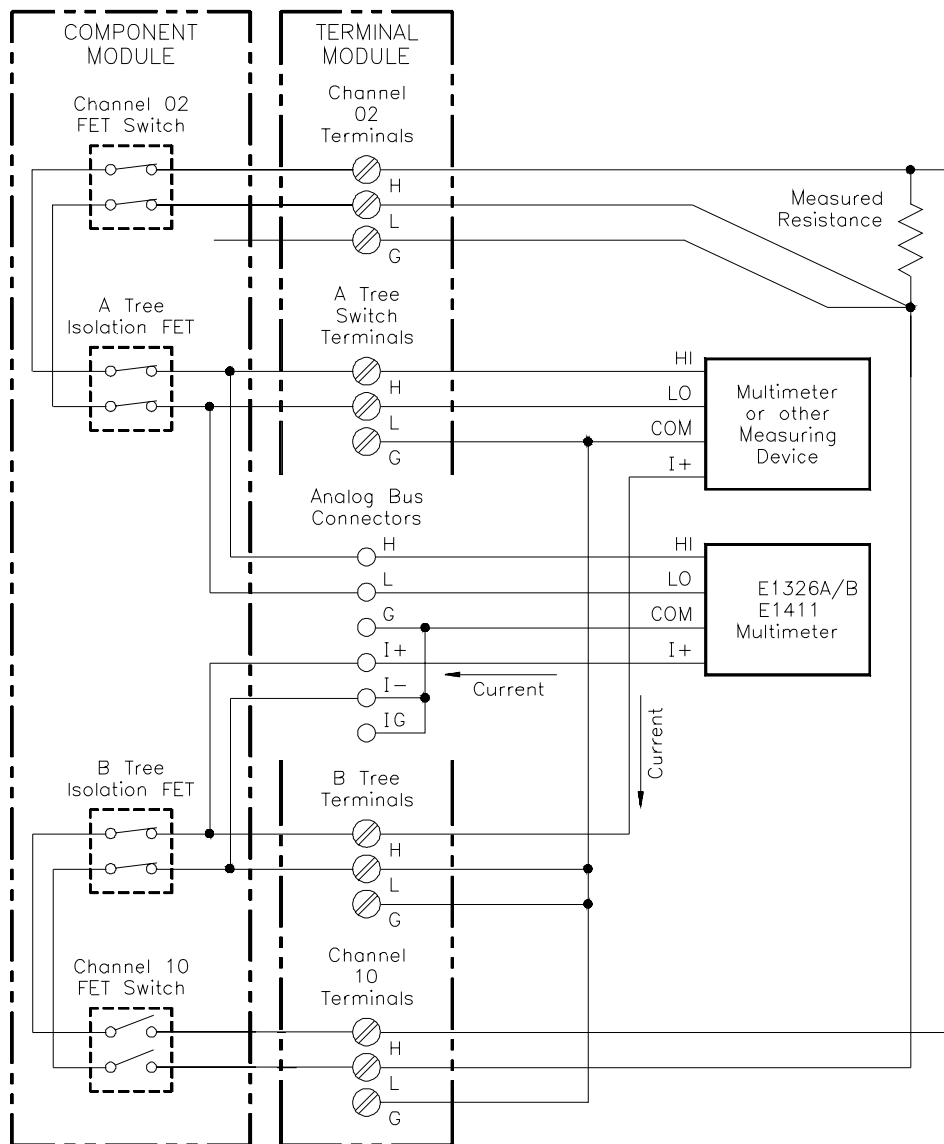 COMPONENT
MODULE
TERMINAL
MODULE
Channel 02
FET Switch
Channel
02
Terminals
H
L
G
Measured
Resistance
A Tree
Isolation FET
A Tree
Switch
Terminals
H
L
G
HI
LO
COM
I+
Multimeter
or other
Measuring
Device
Analog Bus
Connectors
H
L
G
I+
I-
IG
HI
LO
COM
I+
E1326A/B
E1411
Multimeter
Current
Current
B Tree
Isolation FET
B Tree
Terminals
H
L
G
Channel 10
FET Switch
Channel
10
Terminals
H
L
G